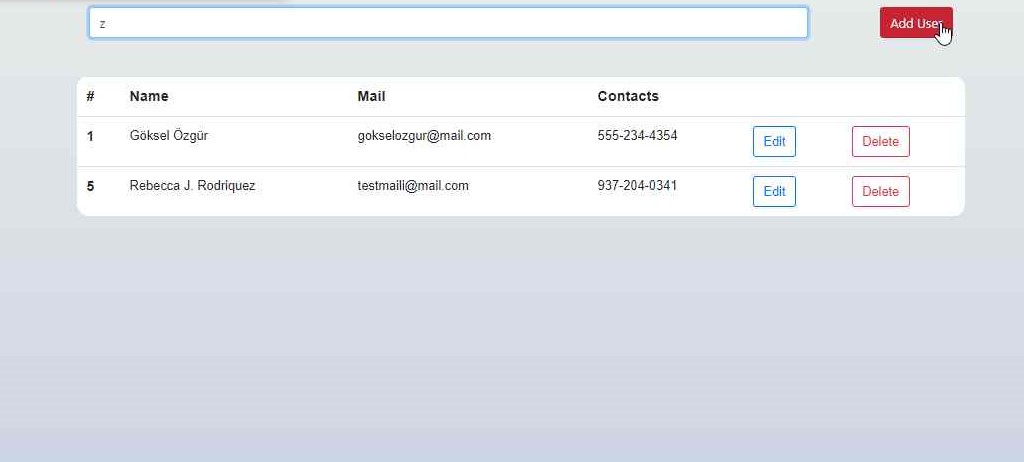 z
Add User
# Name Mail Contacts
1 Göksel Özgür gokselozgur@mail.com 555-234-4354 Edit Delete
5 Rebecca J. Rodriquez testmaili@mail.com 937-204-0341 Edit Delete